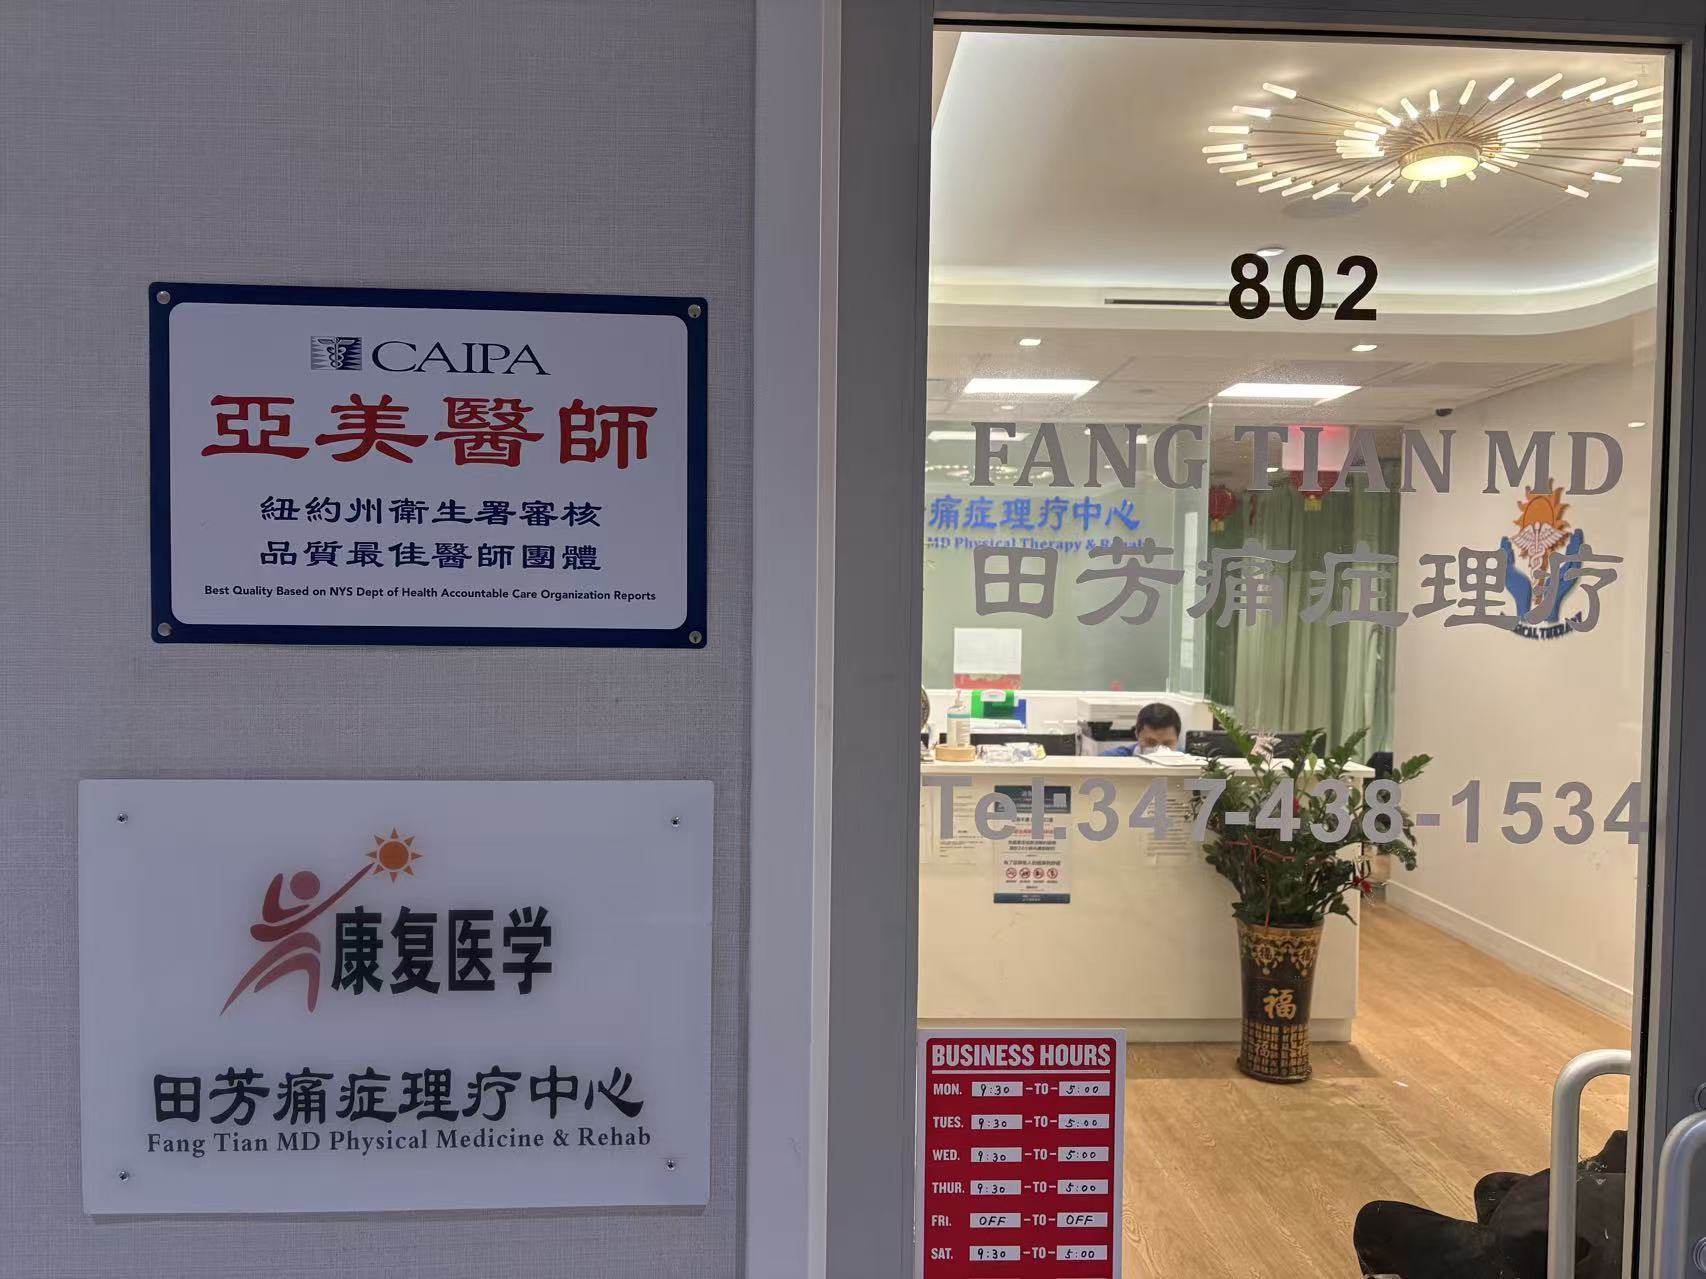 CAIPA
亞美醫師
紐約州衛生署審核
品質最佳醫師團體
Best Quality Based on NYS Dept of Health Accountable Care Organization Reports
康复医学
田芳痛症理疗中心
Fang Tian MD Physical Medicine & Rehab
802
FANG TIAN MD
田芳痛症理疗
Tel:347-438-1534
痛症理疗中心
MD Physical Therapy & Rehab
福
BUSINESS HOURS
MON. 9:30 -TO- 5:00
TUES. 9:30 -TO- 5:00
WED. 9:30 -TO- 5:00
THUR. 9:30 -TO- 5:00
FRI. OFF -TO- OFF
SAT. 9:30 -TO- 5:00